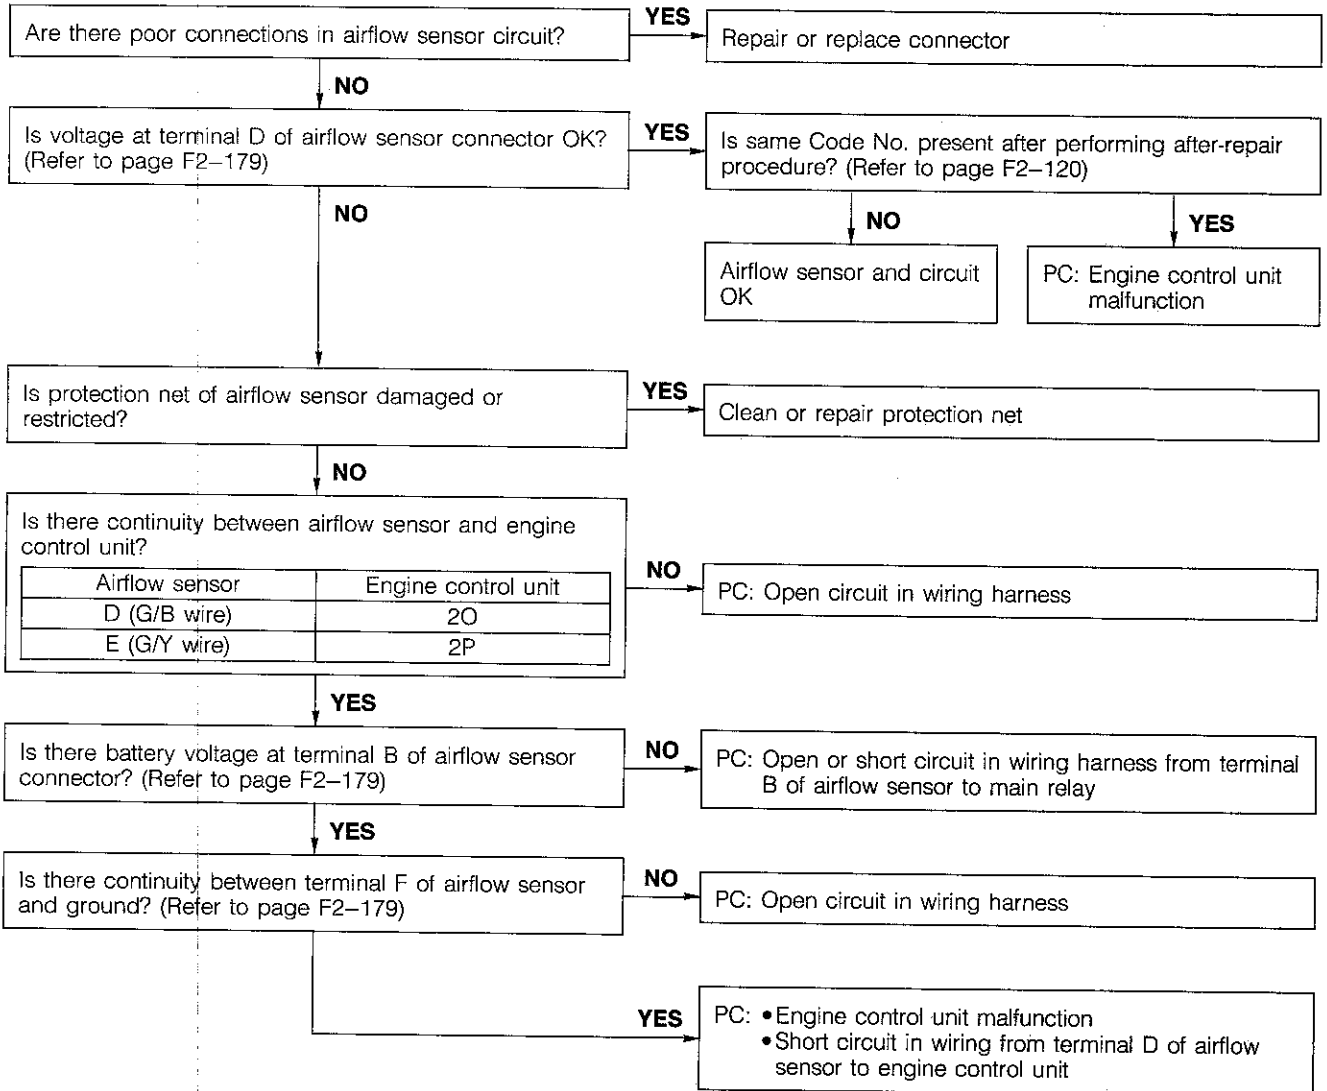 Are there poor connections in airflow sensor circuit?
YES
Repair or replace connector
NO
Is voltage at terminal D of airflow sensor connector OK?
(Refer to page F2–179)
YES
Is same Code No. present after performing after-repair
procedure? (Refer to page F2–120)
NO
NO
YES
Airflow sensor and circuit
OK
PC: Engine control unit
malfunction
Is protection net of airflow sensor damaged or
restricted?
YES
Clean or repair protection net
NO
Is there continuity between airflow sensor and engine
control unit?
Airflow sensor Engine control unit
D (G/B wire) 2O
E (G/Y wire) 2P
NO
PC: Open circuit in wiring harness
YES
Is there battery voltage at terminal B of airflow sensor
connector? (Refer to page F2–179)
NO
PC: Open or short circuit in wiring harness from terminal
B of airflow sensor to main relay
YES
Is there continuity between terminal F of airflow sensor
and ground? (Refer to page F2–179)
NO
PC: Open circuit in wiring harness
YES
PC: • Engine control unit malfunction
• Short circuit in wiring from terminal D of airflow
sensor to engine control unit